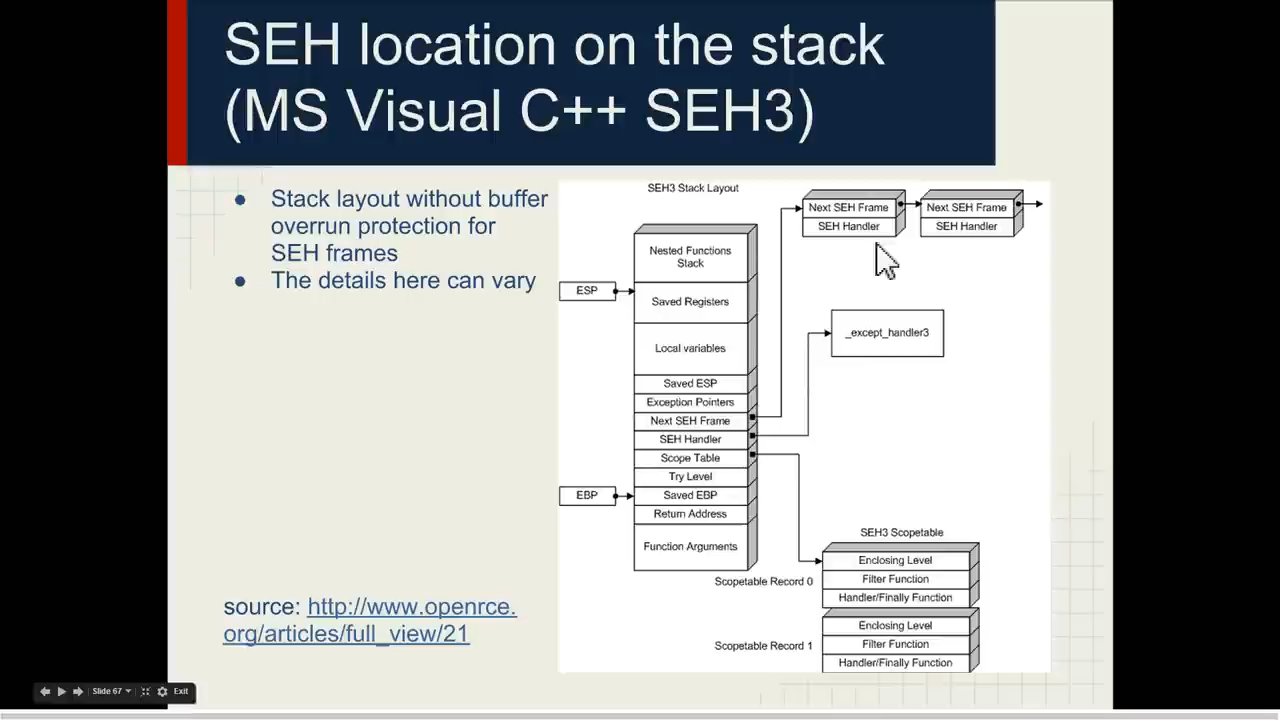 SEH location on the stack
(MS Visual C++ SEH3)
● Stack layout without buffer
overrun protection for
SEH frames
● The details here can vary
source: http://www.openrce.
org/articles/full_view/21
SEH3 Stack Layout
Nested Functions
Stack
ESP
Saved Registers
Local variables
Saved ESP
Exception Pointers
Next SEH Frame
SEH Handler
Scope Table
Try Level
EBP
Saved EBP
Return Address
Function Arguments
Next SEH Frame
SEH Handler
Next SEH Frame
SEH Handler
_except_handler3
SEH3 Scopetable
Scopetable Record 0
Enclosing Level
Filter Function
Handler/Finally Function
Scopetable Record 1
Enclosing Level
Filter Function
Handler/Finally Function
Slide 67
Exit